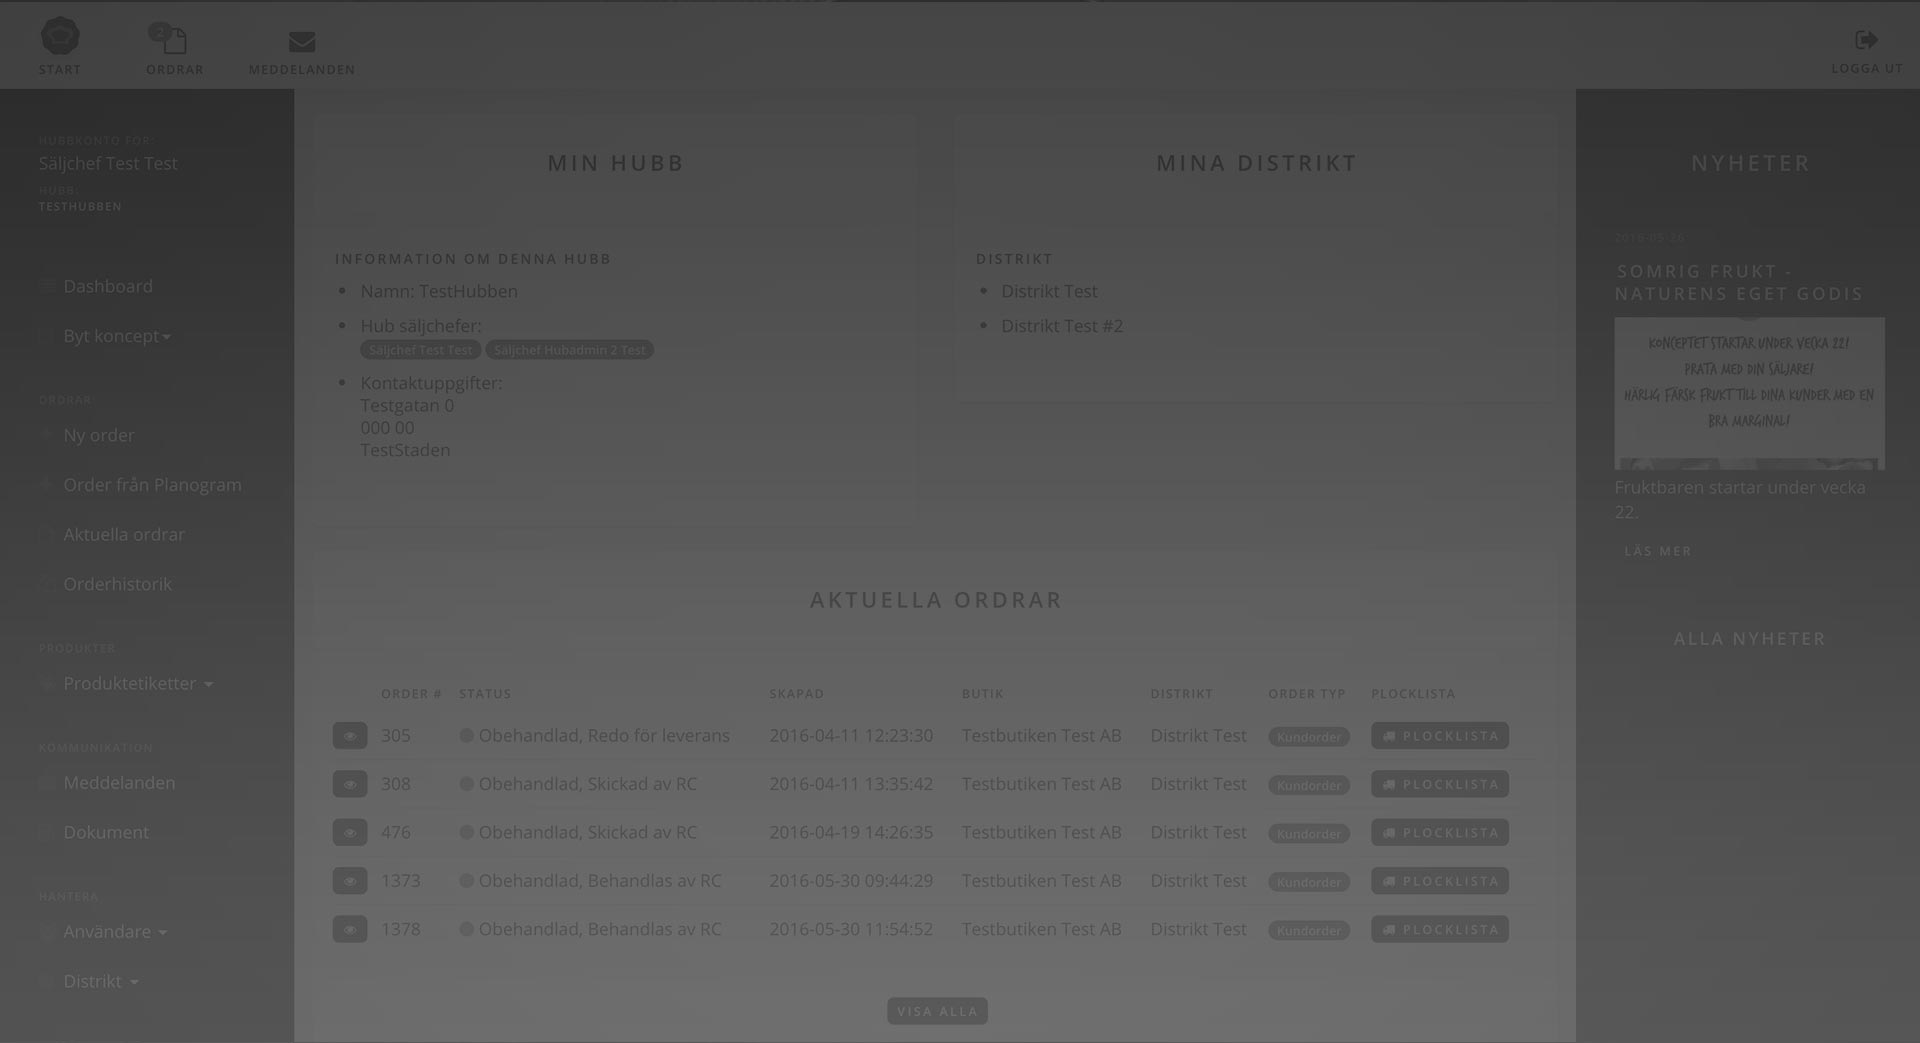 2
START
ORDRAR
MEDDELANDEN
LOGGA UT
HUBBKONTO FÖR:
Säljchef Test Test
HUBB:
TESTHUBBEN
Dashboard
Byt koncept
ORDRAR
Ny order
Order från Planogram
Aktuella ordrar
Orderhistorik
PRODUKTER
Produktetiketter
KOMMUNIKATION
Meddelanden
Dokument
HANTERA
Användare
Distrikt
MIN HUBB
INFORMATION OM DENNA HUBB
Namn: TestHubben
Hub säljchefer:
Säljchef Test Test Säljchef Hubadmin 2 Test
Kontaktuppgifter:
Testgatan 0
000 00
TestStaden
MINA DISTRIKT
DISTRIKT
Distrikt Test
Distrikt Test #2
AKTUELLA ORDRAR
ORDER # STATUS SKAPAD BUTIK DISTRIKT ORDER TYP PLOCKLISTA
305 Obehandlad, Redo för leverans 2016-04-11 12:23:30 Testbutiken Test AB Distrikt Test Kundorder PLOCKLISTA
308 Obehandlad, Skickad av RC 2016-04-11 13:35:42 Testbutiken Test AB Distrikt Test Kundorder PLOCKLISTA
476 Obehandlad, Skickad av RC 2016-04-19 14:26:35 Testbutiken Test AB Distrikt Test Kundorder PLOCKLISTA
1373 Obehandlad, Behandlas av RC 2016-05-30 09:44:29 Testbutiken Test AB Distrikt Test Kundorder PLOCKLISTA
1378 Obehandlad, Behandlas av RC 2016-05-30 11:54:52 Testbutiken Test AB Distrikt Test Kundorder PLOCKLISTA
VISA ALLA
NYHETER
2016-05-26
SOMRIG FRUKT -
NATURENS EGET GODIS
KONCEPTET STARTAR UNDER VECKA 22!
PRATA MED DIN SÄLJARE!
HÄRLIG FÄRSK FRUKT TILL DINA KUNDER MED EN
BRA MARGINAL!
Fruktbaren startar under vecka
22.
LÄS MER
ALLA NYHETER